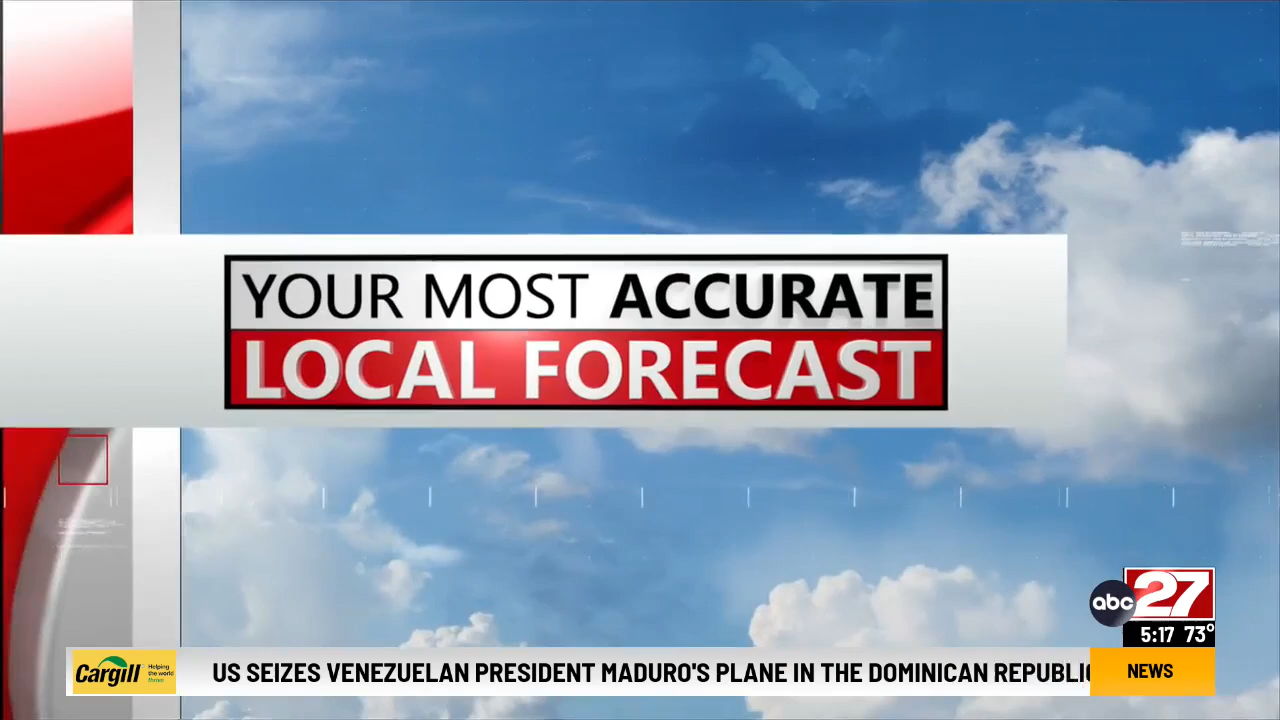 YOUR MOST ACCURATE
LOCAL FORECAST
abc 27
5:17 73°
Cargill
Helping
the world
thrive
US SEIZES VENEZUELAN PRESIDENT MADURO'S PLANE IN THE DOMINICAN REPUBLIC
NEWS